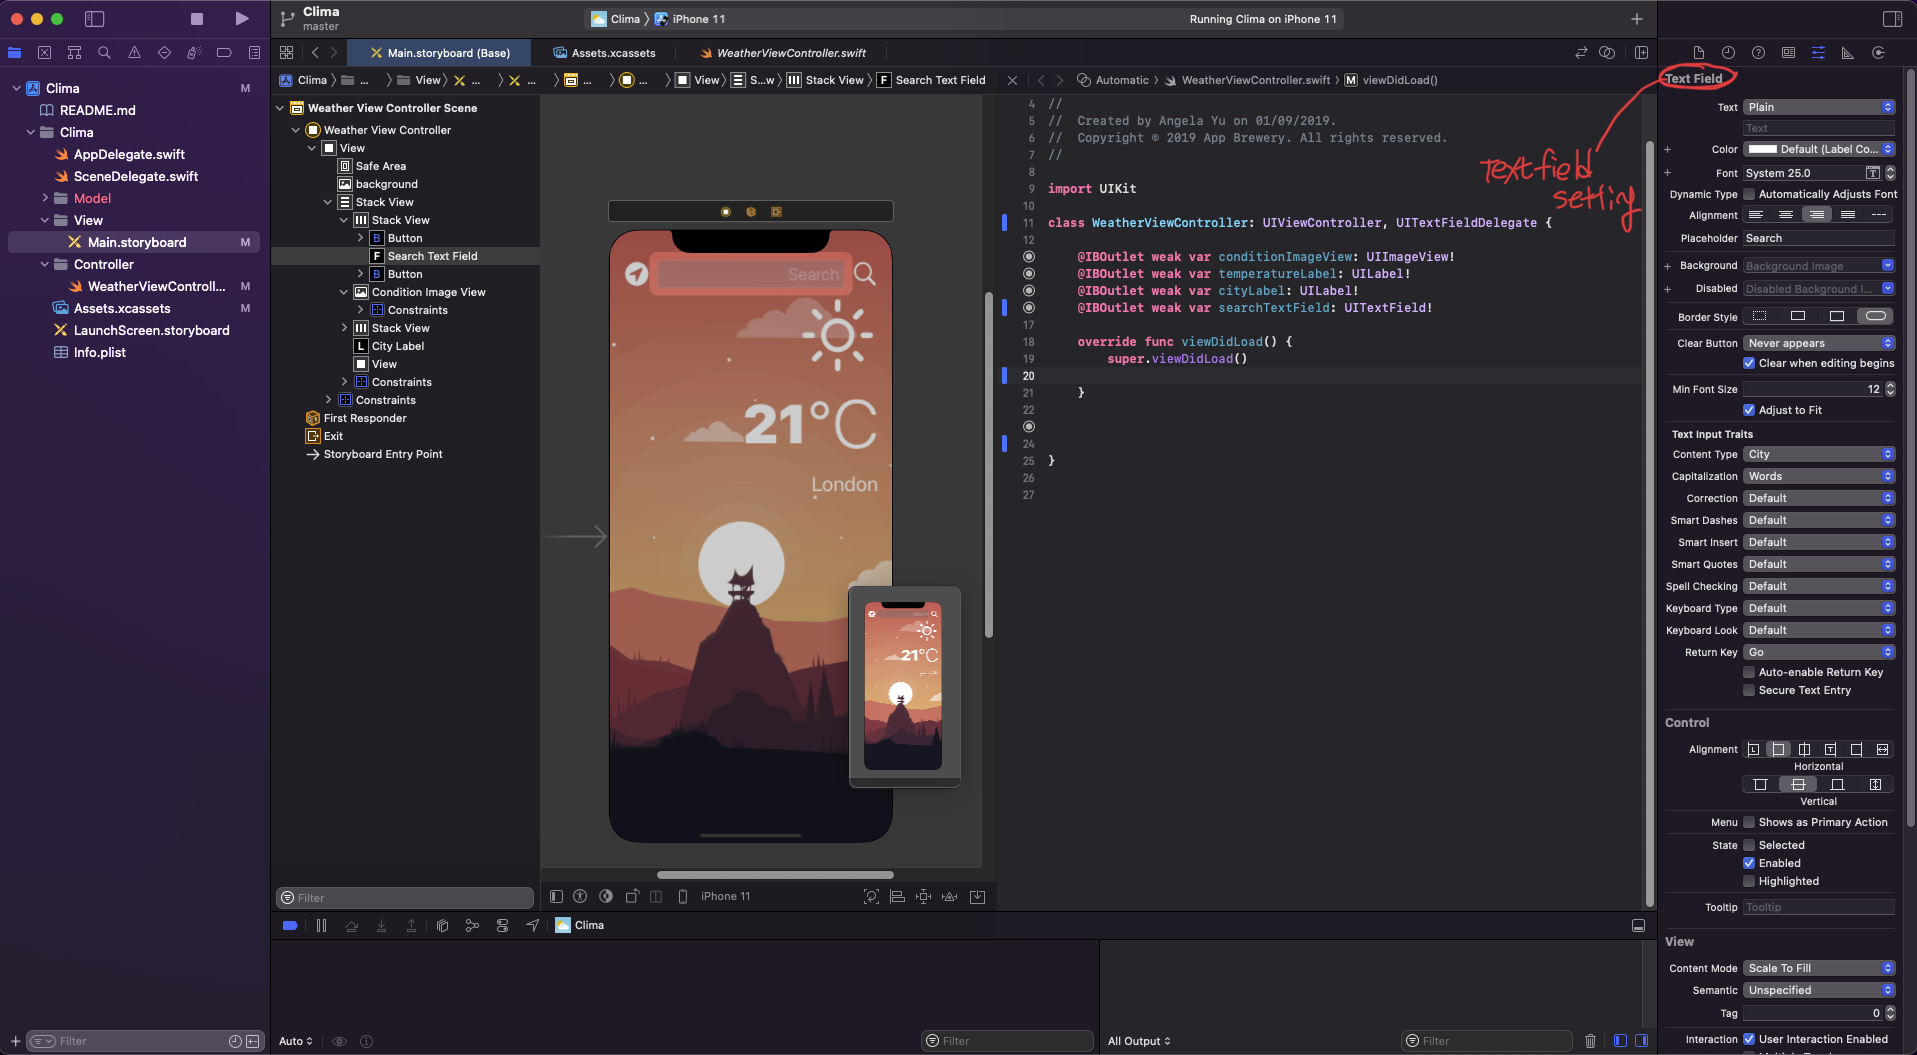 Clima
master
Clima
iPhone 11
Running Clima on iPhone 11
Main.storyboard (Base)
Assets.xcassets
WeatherViewController.swift
Clima
M
README.md
Clima
AppDelegate.swift
SceneDelegate.swift
Model
View
Main.storyboard
M
Controller
WeatherViewControll...
M
Assets.xcassets
M
LaunchScreen.storyboard
Info.plist
Filter
Clima
...
View
...
...
...
View
S...w
Stack View
F
Search Text Field
Weather View Controller Scene
Weather View Controller
View
Safe Area
background
Stack View
Stack View
B Button
F Search Text Field
B Button
Condition Image View
Constraints
Stack View
L City Label
View
Constraints
Constraints
First Responder
Exit
Storyboard Entry Point
Filter
Search
21°C
London
21°C
iPhone 11
Automatic
WeatherViewController.swift
M viewDidLoad()
4 //
5 //  Created by Angela Yu on 01/09/2019.
6 //  Copyright © 2019 App Brewery. All rights reserved.
7 //
8
9 import UIKit
10
11 class WeatherViewController: UIViewController, UITextFieldDelegate {
12
@IBOutlet weak var conditionImageView: UIImageView!
@IBOutlet weak var temperatureLabel: UILabel!
@IBOutlet weak var cityLabel: UILabel!
@IBOutlet weak var searchTextField: UITextField!
17
18 override func viewDidLoad() {
19 super.viewDidLoad()
20
21 }
22
24
25 }
26
27
Text field
setting
Text Field
Text Plain
Text
Color Default (Label Co...
Font System 25.0
Dynamic Type Automatically Adjusts Font
Alignment
Placeholder Search
Background Background Image
Disabled Disabled Background I...
Border Style
Clear Button Never appears
Clear when editing begins
Min Font Size 12
Adjust to Fit
Text Input Traits
Content Type City
Capitalization Words
Correction Default
Smart Dashes Default
Smart Insert Default
Smart Quotes Default
Spell Checking Default
Keyboard Type Default
Keyboard Look Default
Return Key Go
Auto-enable Return Key
Secure Text Entry
Control
Alignment
Horizontal
Vertical
Menu Shows as Primary Action
State Selected
Enabled
Highlighted
Tooltip Tooltip
View
Content Mode Scale To Fill
Semantic Unspecified
Tag 0
Interaction User Interaction Enabled
Clima
Auto
Filter
All Output
Filter